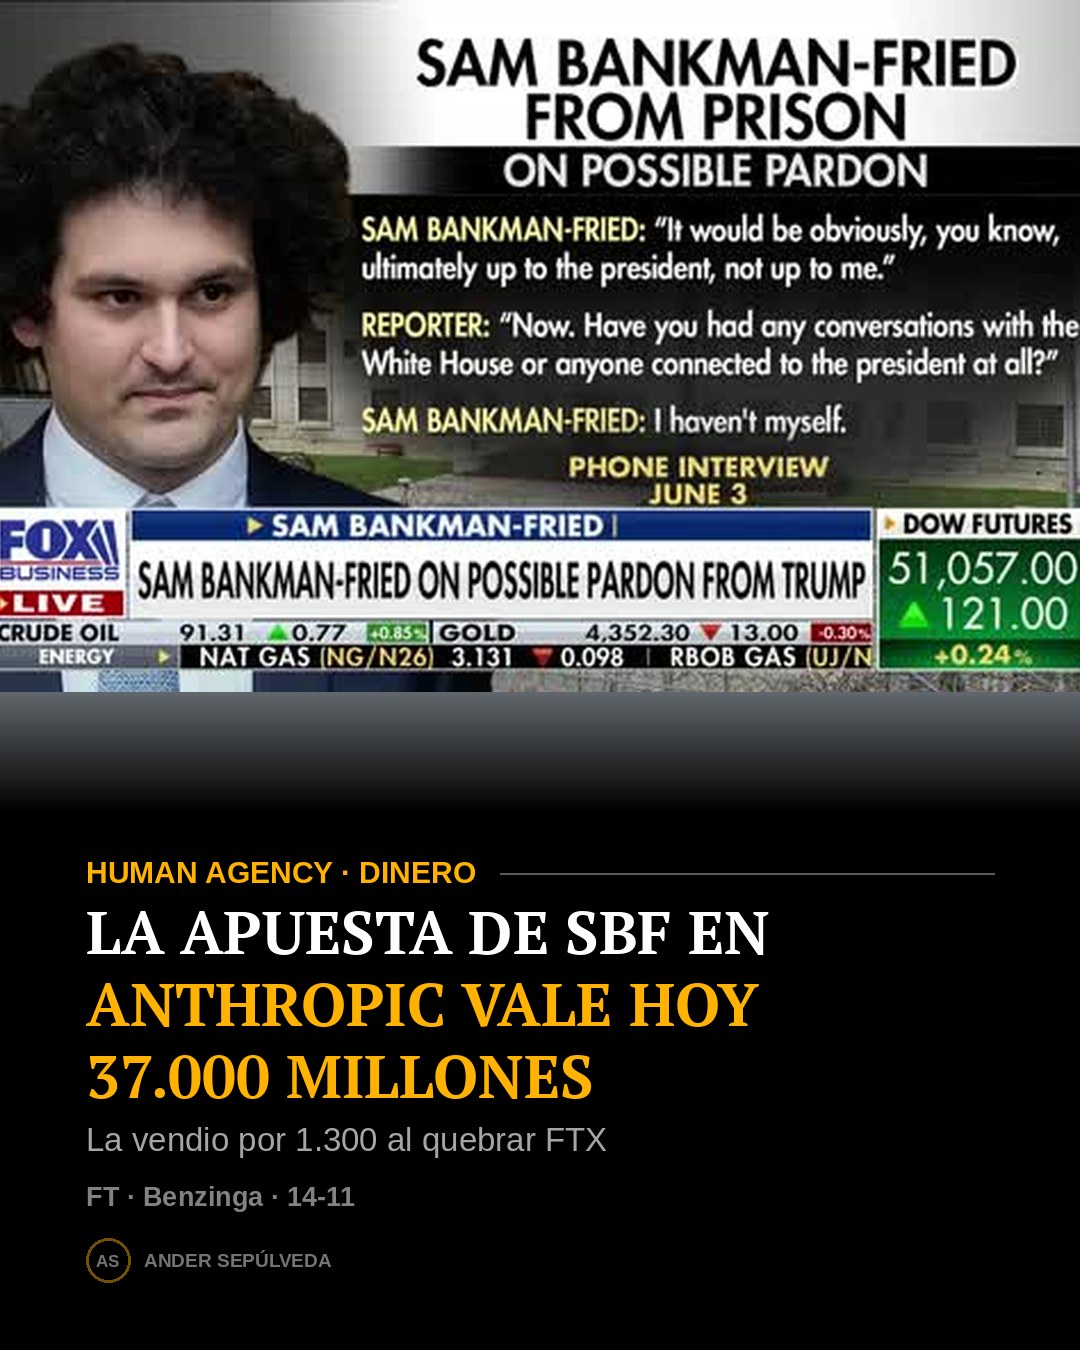 SAM BANKMAN-FRIED
FROM PRISON
ON POSSIBLE PARDON
SAM BANKMAN-FRIED: “It would be obviously, you know,
ultimately up to the president, not up to me.”
REPORTER: “Now. Have you had any conversations with the
White House or anyone connected to the president at all?”
SAM BANKMAN-FRIED: I haven't myself.
PHONE INTERVIEW
JUNE 3
FOX
BUSINESS
LIVE
SAM BANKMAN-FRIED
SAM BANKMAN-FRIED ON POSSIBLE PARDON FROM TRUMP
DOW FUTURES
51,057.00
121.00
+0.24%
CRUDE OIL 91.31 0.77 +0.85% GOLD 4,352.30 13.00 -0.30%
ENERGY NAT GAS (NG/N26) 3.131 0.098 RBOB GAS (UJ/N
HUMAN AGENCY · DINERO
LA APUESTA DE SBF EN
ANTHROPIC VALE HOY
37.000 MILLONES
La vendio por 1.300 al quebrar FTX
FT · Benzinga · 14-11
AS ANDER SEPÚLVEDA